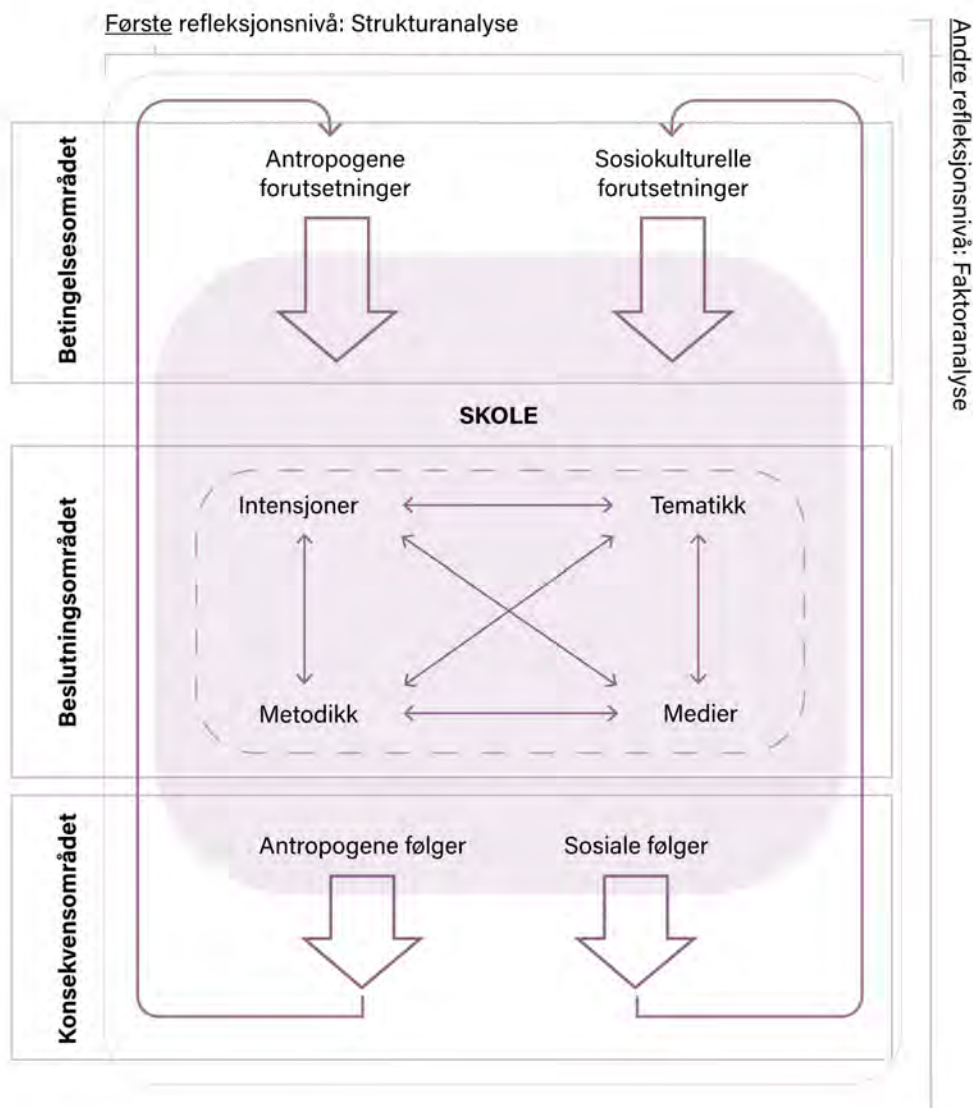 Første refleksjonsnivå: Strukturanalyse
Andre refleksjonsnivå: Faktoranalyse
Betingelsesområdet
Antropogene
forutsetninger
Sosiokulturelle
forutsetninger
SKOLE
Beslutningsområdet
Intensjoner
Tematikk
Metodikk
Medier
Konsekvensområdet
Antropogene følger
Sosiale følger